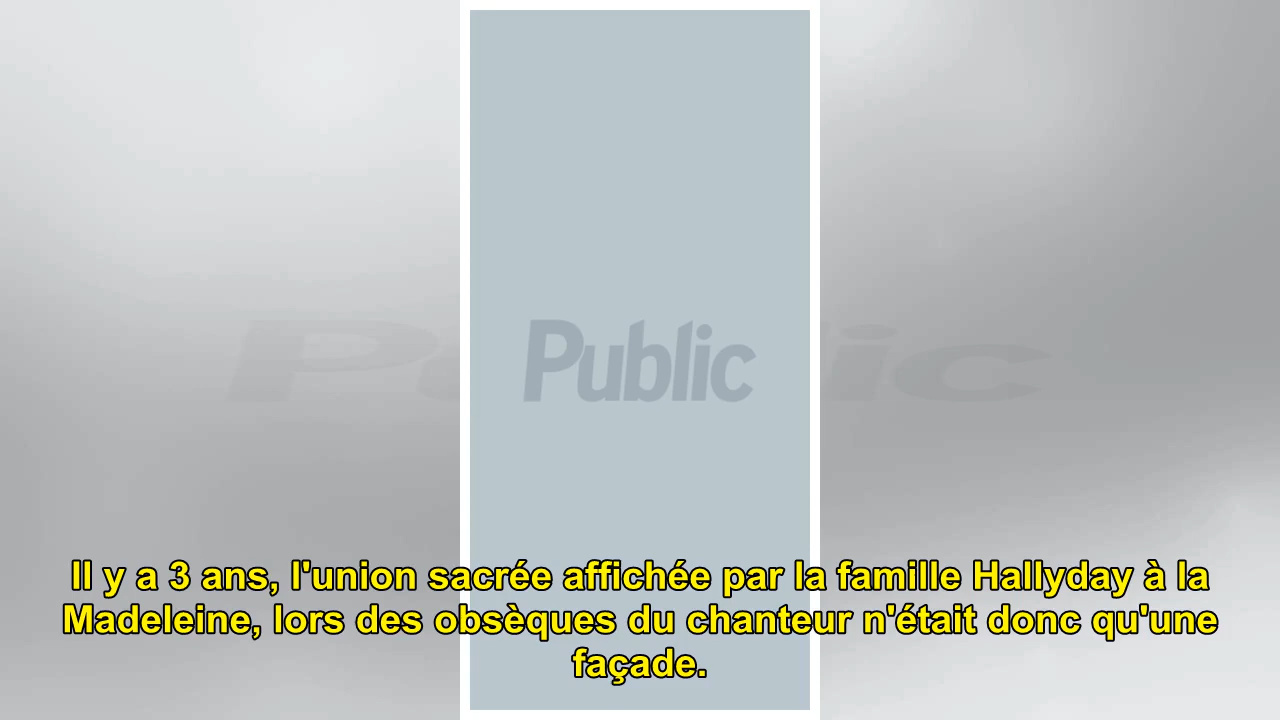 Public
Il y a 3 ans, l'union sacrée affichée par la famille Hallyday à la
Madeleine, lors des obsèques du chanteur n'était donc qu'une
façade.